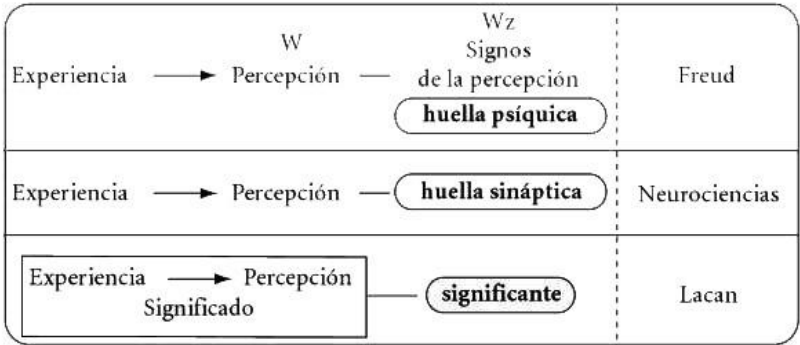 W
Wz
Signos
Experiencia Percepción de la percepción Freud
huella psíquica
Experiencia Percepción huella sináptica Neurociencias
Experiencia Percepción
Significado
significante
Lacan